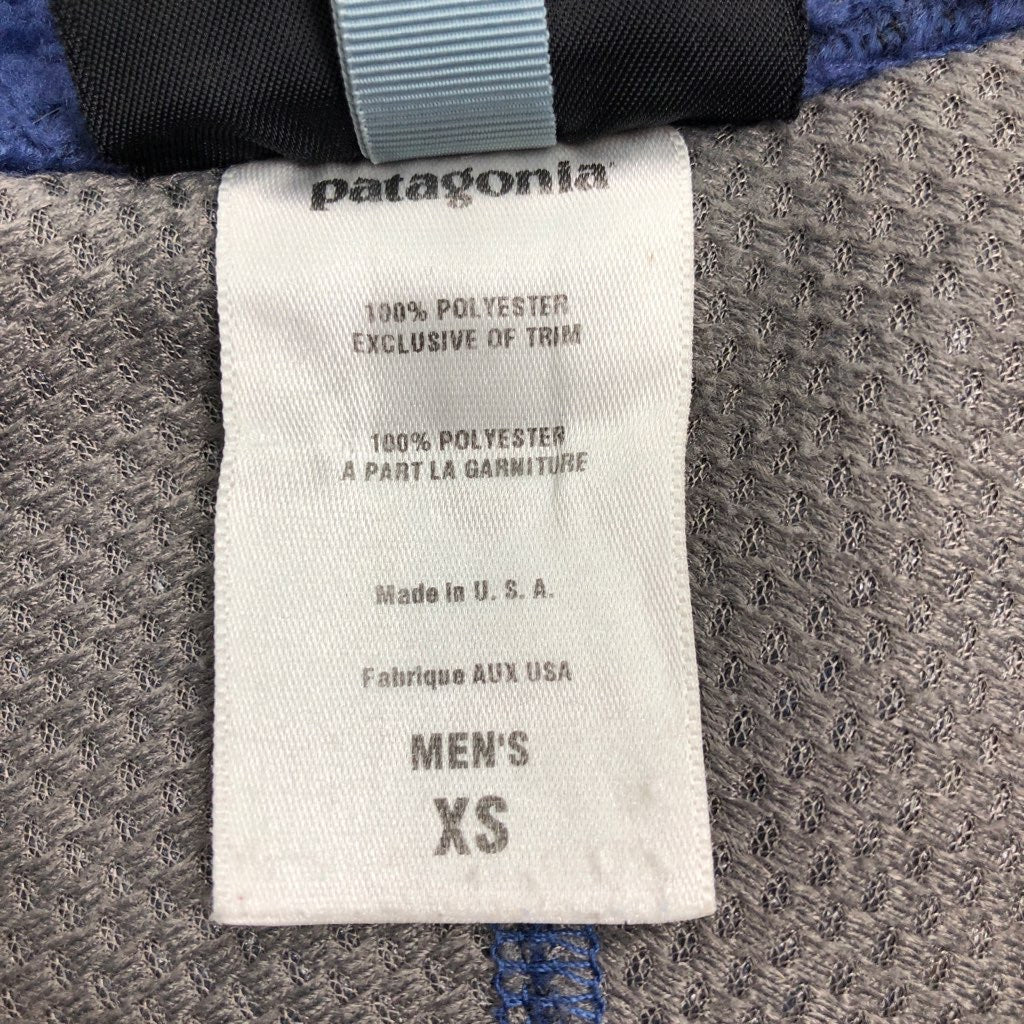 patagonia
100% POLYESTER
EXCLUSIVE OF TRIM
100% POLYESTER
A PART LA GARNITURE
Made in U. S. A.
Fabrique AUX USA
MEN'S
XS